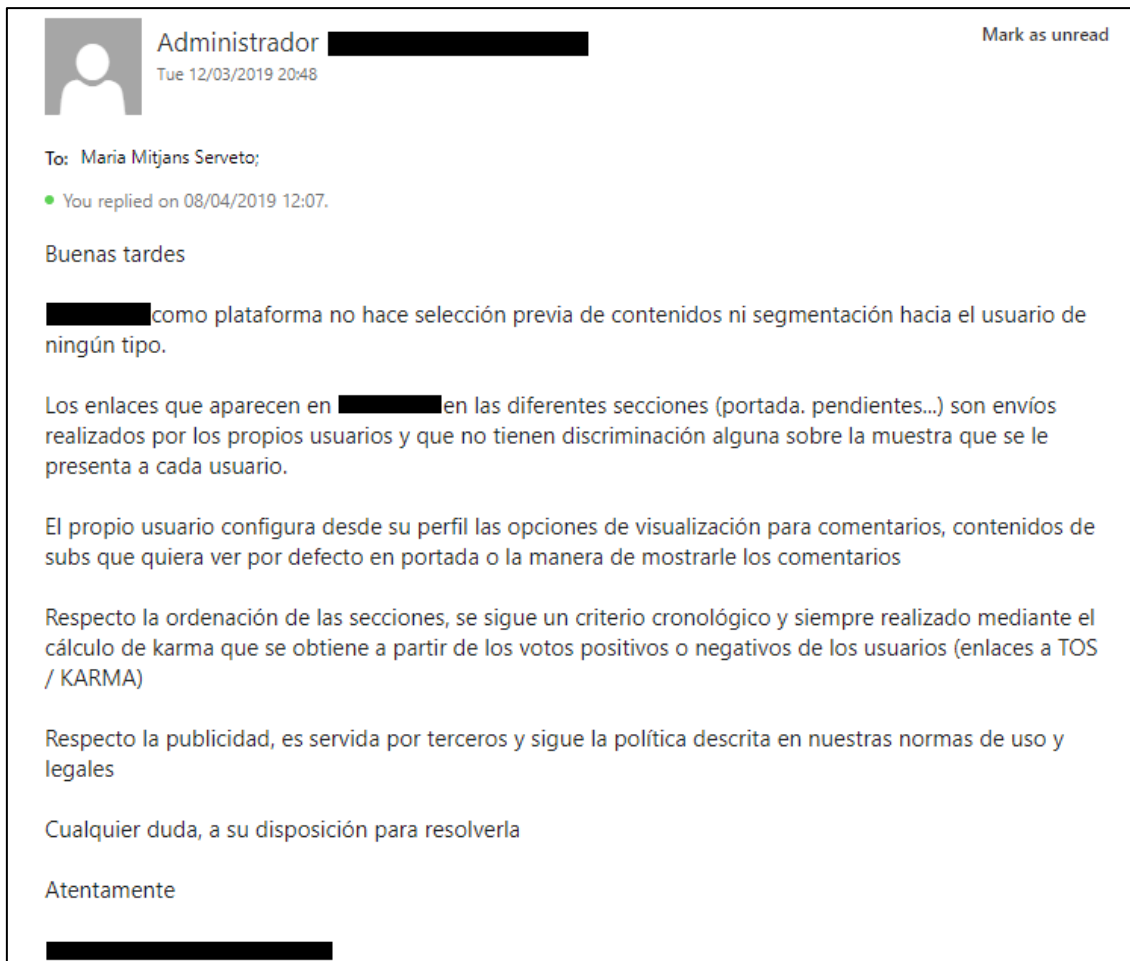 Administrador
Mark as unread
Tue 12/03/2019 20:48
To: Maria Mitjans Serveto;
You replied on 08/04/2019 12:07.
Buenas tardes
como plataforma no hace selección previa de contenidos ni segmentación hacia el usuario de
ningún tipo.
Los enlaces que aparecen en en las diferentes secciones (portada. pendientes...) son envíos
realizados por los propios usuarios y que no tienen discriminación alguna sobre la muestra que se le
presenta a cada usuario.
El propio usuario configura desde su perfil las opciones de visualización para comentarios, contenidos de
subs que quiera ver por defecto en portada o la manera de mostrarle los comentarios
Respecto la ordenación de las secciones, se sigue un criterio cronológico y siempre realizado mediante el
cálculo de karma que se obtiene a partir de los votos positivos o negativos de los usuarios (enlaces a TOS
/ KARMA)
Respecto la publicidad, es servida por terceros y sigue la política descrita en nuestras normas de uso y
legales
Cualquier duda, a su disposición para resolverla
Atentamente